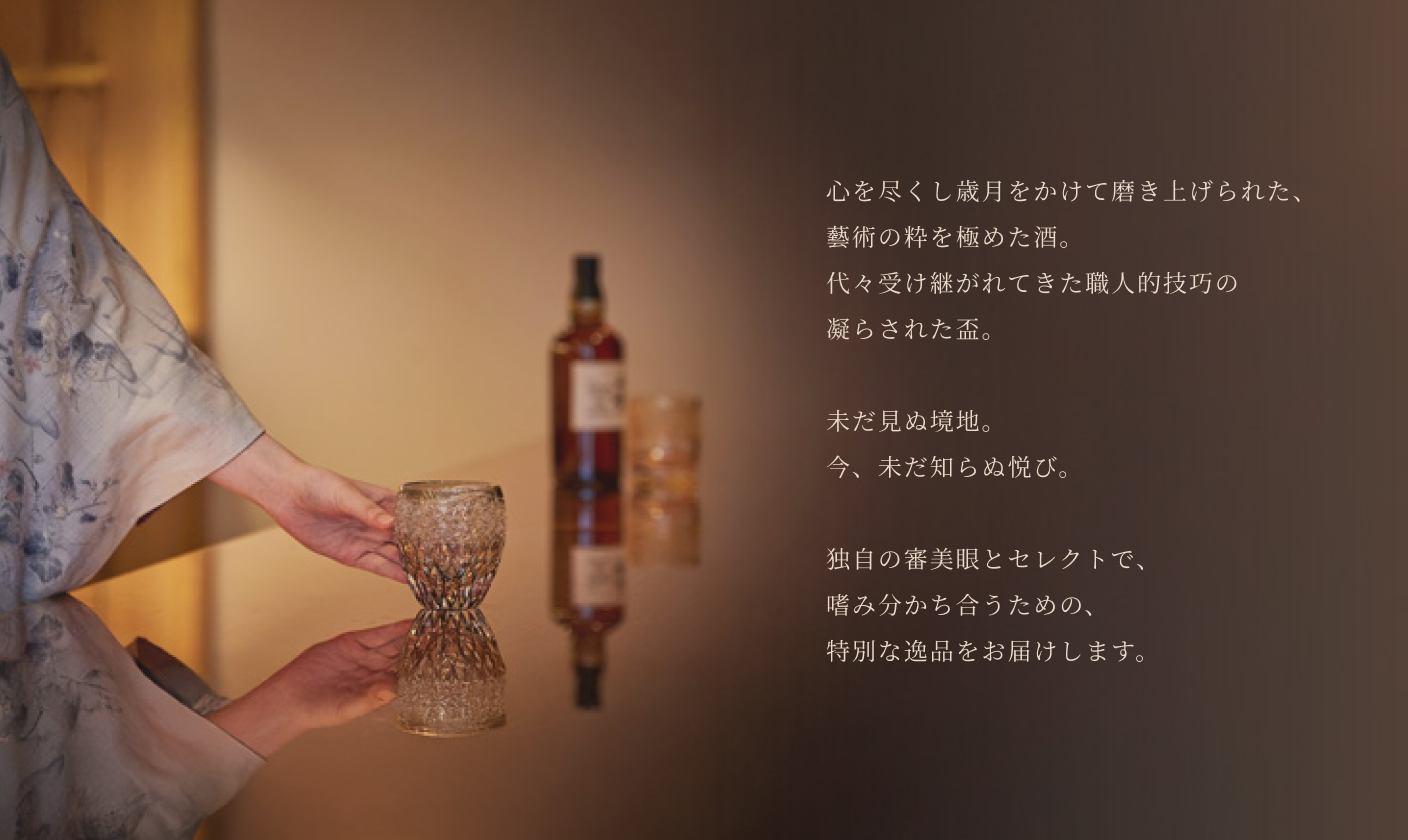 心を尽くし歳月をかけて磨き上げられた、
藝術の粋を極めた酒。
代々受け継がれてきた職人的技巧の
凝らされた盃。
未だ見ぬ境地。
今、未だ知らぬ悦び。
独自の審美眼とセレクトで、
嗜み分かち合うための、
特別な逸品をお届けします。